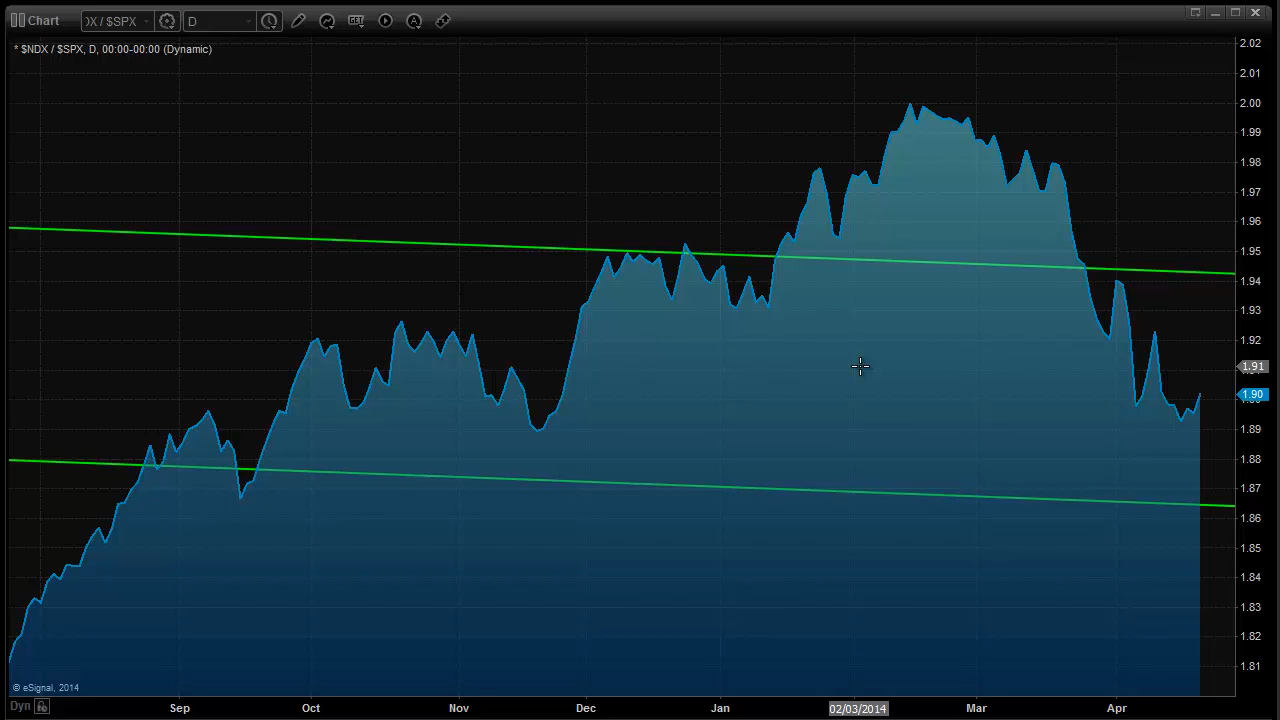 Chart
X / $SPX
D
GET
A
* $NDX / $SPX, D, 00:00-00:00 (Dynamic)
2.02
2.01
2.00
1.99
1.98
1.97
1.96
1.95
1.94
1.93
1.92
1.91
1.90
1.89
1.88
1.87
1.86
1.85
1.84
1.83
1.82
1.81
© eSignal, 2014
Dyn
Sep
Oct
Nov
Dec
Jan
02/03/2014
Mar
Apr